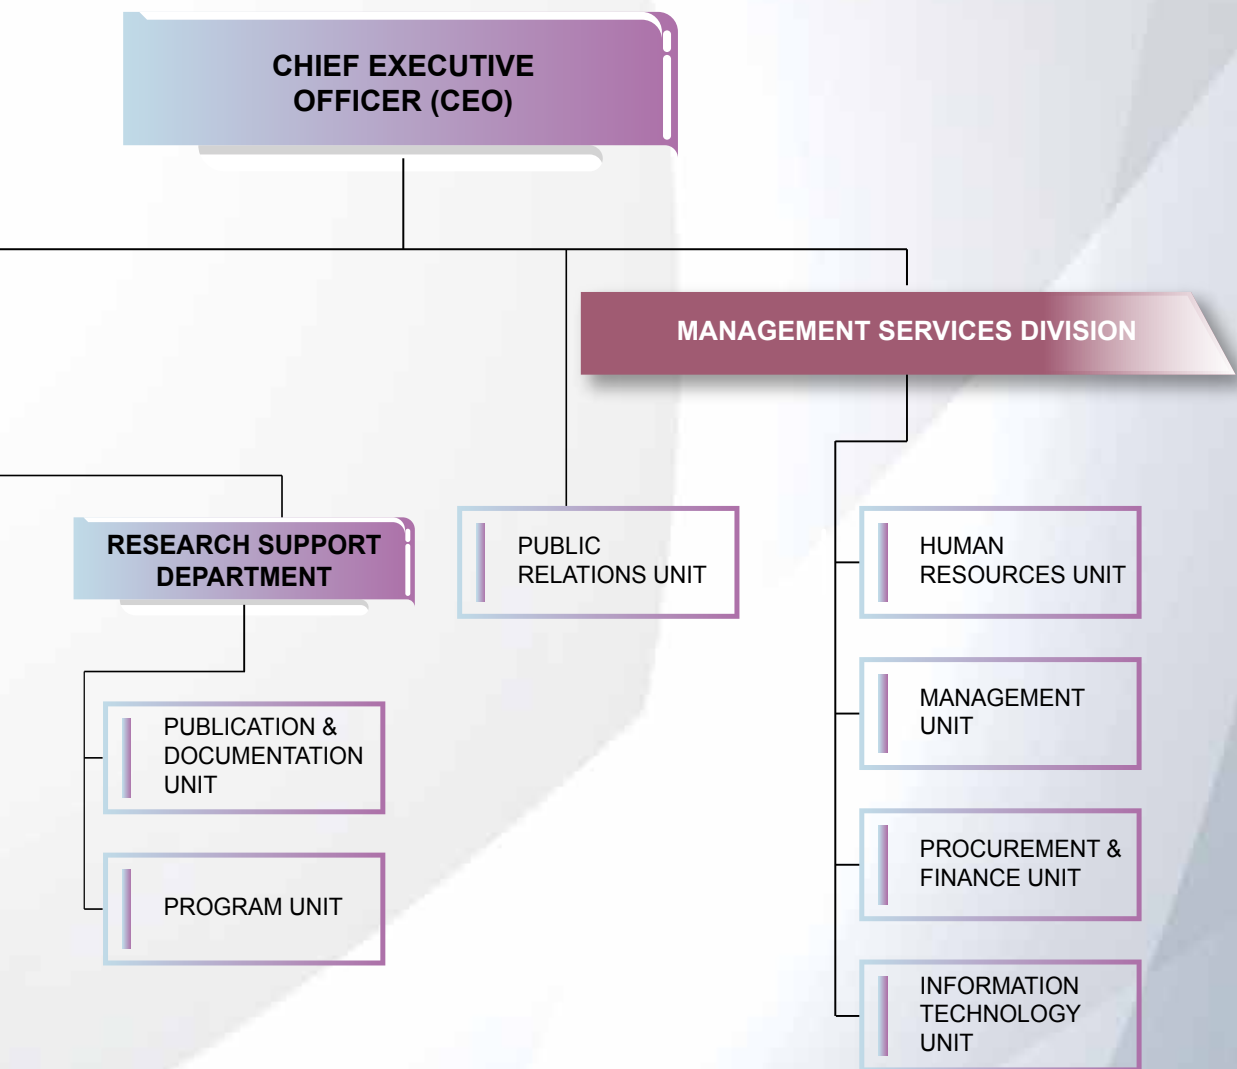 CHIEF EXECUTIVE
OFFICER (CEO)
MANAGEMENT SERVICES DIVISION
RESEARCH SUPPORT
DEPARTMENT
PUBLICATION &
DOCUMENTATION
UNIT
PROGRAM UNIT
PUBLIC
RELATIONS UNIT
HUMAN
RESOURCES UNIT
MANAGEMENT
UNIT
PROCUREMENT &
FINANCE UNIT
INFORMATION
TECHNOLOGY
UNIT